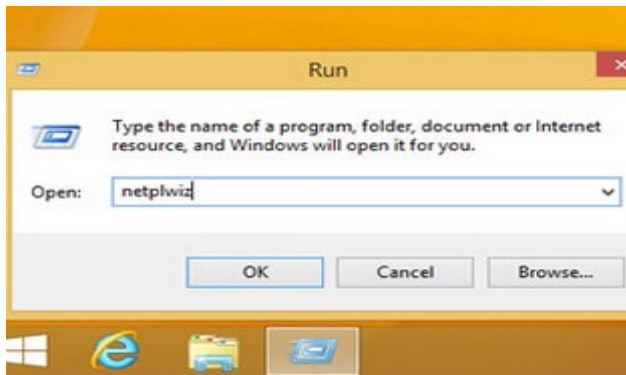 Run
Type the name of a program, folder, document or Internet
resource, and Windows will open it for you.
Open: netplwiz
OK Cancel Browse...